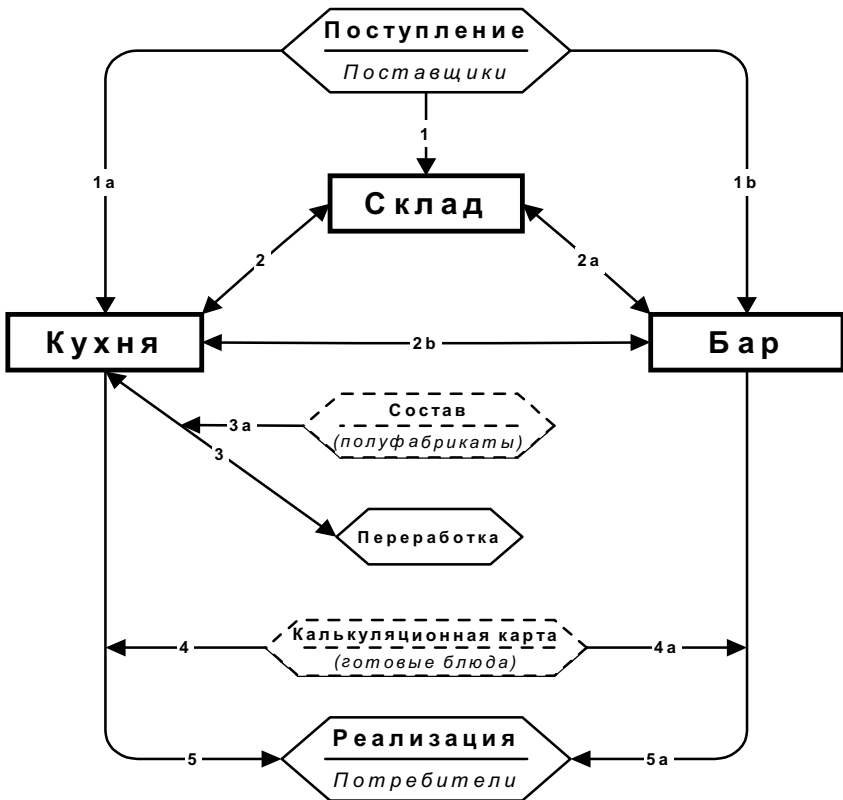 Поступление
Поставщики
1
1a
1b
Склад
2
2a
Кухня
2b
Бар
Состав
3a
(полуфабрикаты)
3
Переработка
Калькуляционная карта
4
4a
(готовые блюда)
Реализация
5
5a
Потребители